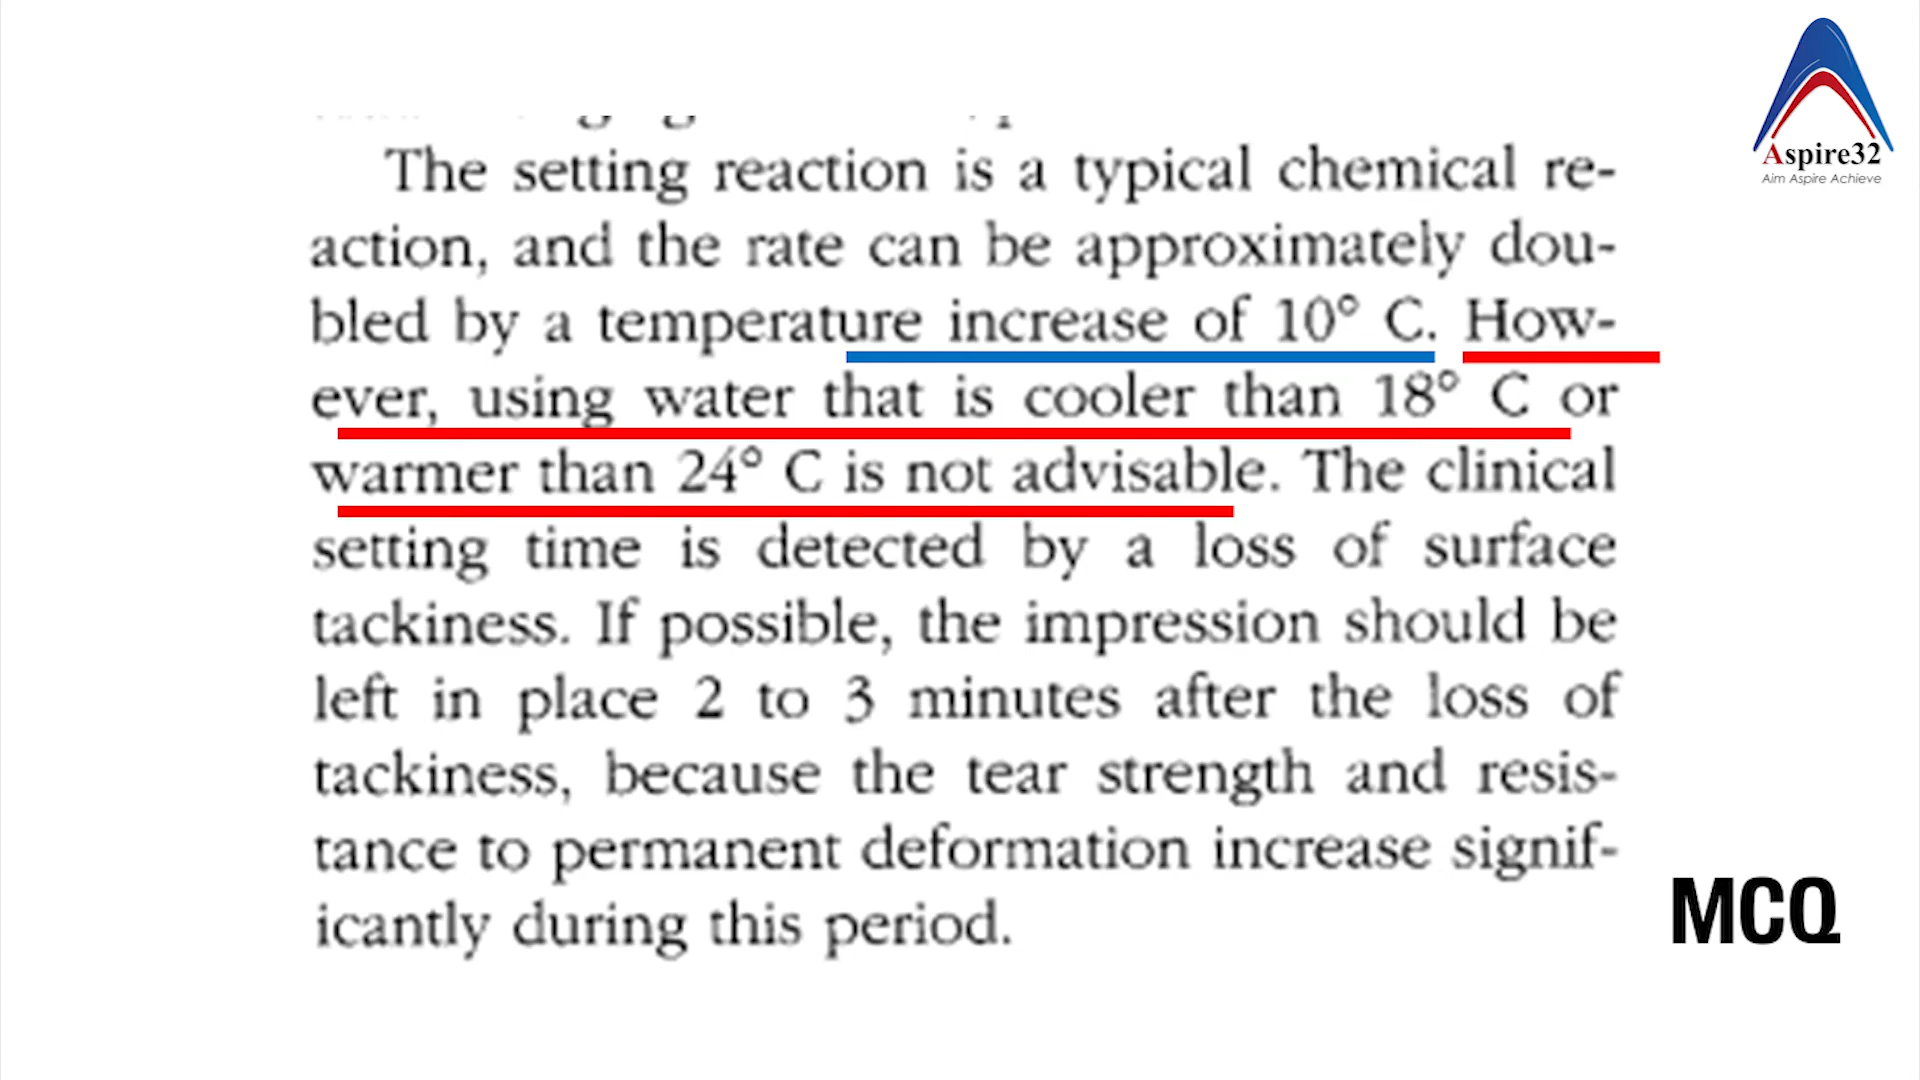 Aspire32
Aim Aspire Achieve
The setting reaction is a typical chemical re-
action, and the rate can be approximately dou-
bled by a temperature increase of 10° C. How-
ever, using water that is cooler than 18° C or
warmer than 24° C is not advisable. The clinical
setting time is detected by a loss of surface
tackiness. If possible, the impression should be
left in place 2 to 3 minutes after the loss of
tackiness, because the tear strength and resis-
tance to permanent deformation increase signif-
icantly during this period.
MCQ